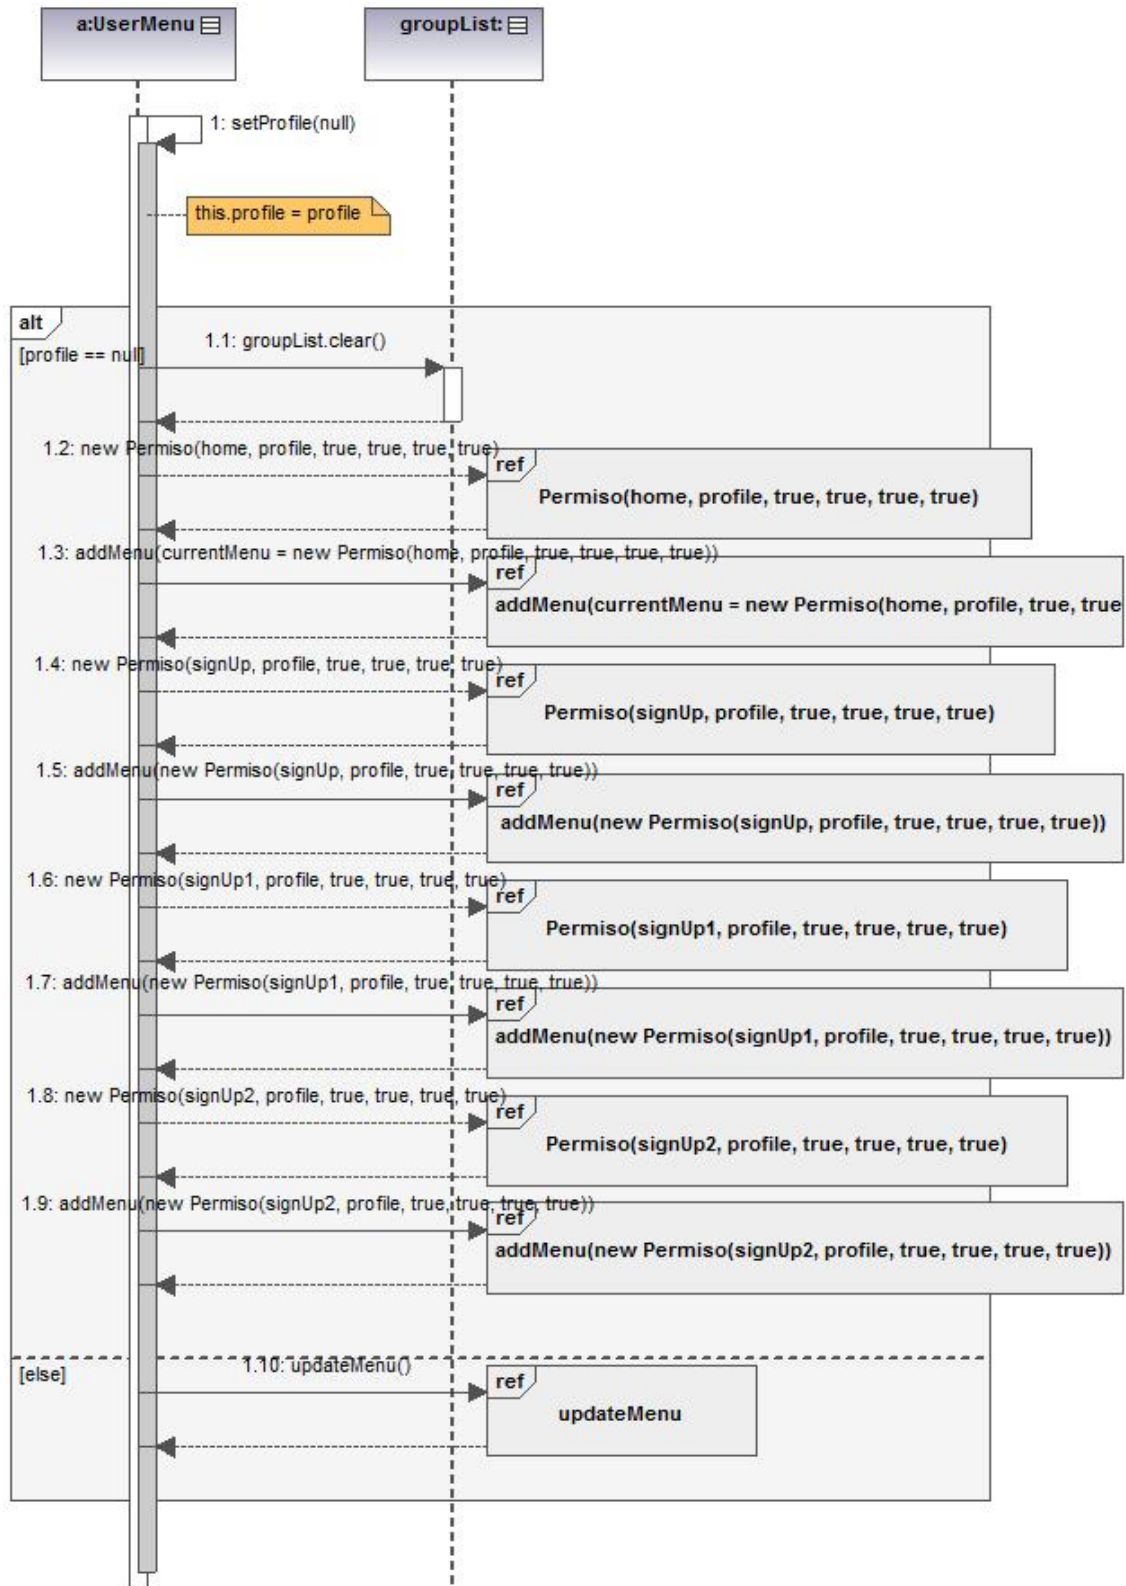 a:UserMenu
groupList:
1: setProfile(null)
this.profile = profile
alt
[profile == null]
1.1: groupList.clear()
1.2: new Permiso(home, profile, true, true, true, true)
ref
Permiso(home, profile, true, true, true, true)
1.3: addMenu(currentMenu = new Permiso(home, profile, true, true, true, true))
ref
addMenu(currentMenu = new Permiso(home, profile, true, true
1.4: new Permiso(signUp, profile, true, true, true, true)
ref
Permiso(signUp, profile, true, true, true, true)
1.5: addMenu(new Permiso(signUp, profile, true, true, true, true))
ref
addMenu(new Permiso(signUp, profile, true, true, true, true))
1.6: new Permiso(signUp1, profile, true, true, true, true)
ref
Permiso(signUp1, profile, true, true, true, true)
1.7: addMenu(new Permiso(signUp1, profile, true, true, true, true))
ref
addMenu(new Permiso(signUp1, profile, true, true, true, true))
1.8: new Permiso(signUp2, profile, true, true, true, true)
ref
Permiso(signUp2, profile, true, true, true, true)
1.9: addMenu(new Permiso(signUp2, profile, true, true, true, true))
ref
addMenu(new Permiso(signUp2, profile, true, true, true, true))
[else]
1.10: updateMenu()
ref
updateMenu